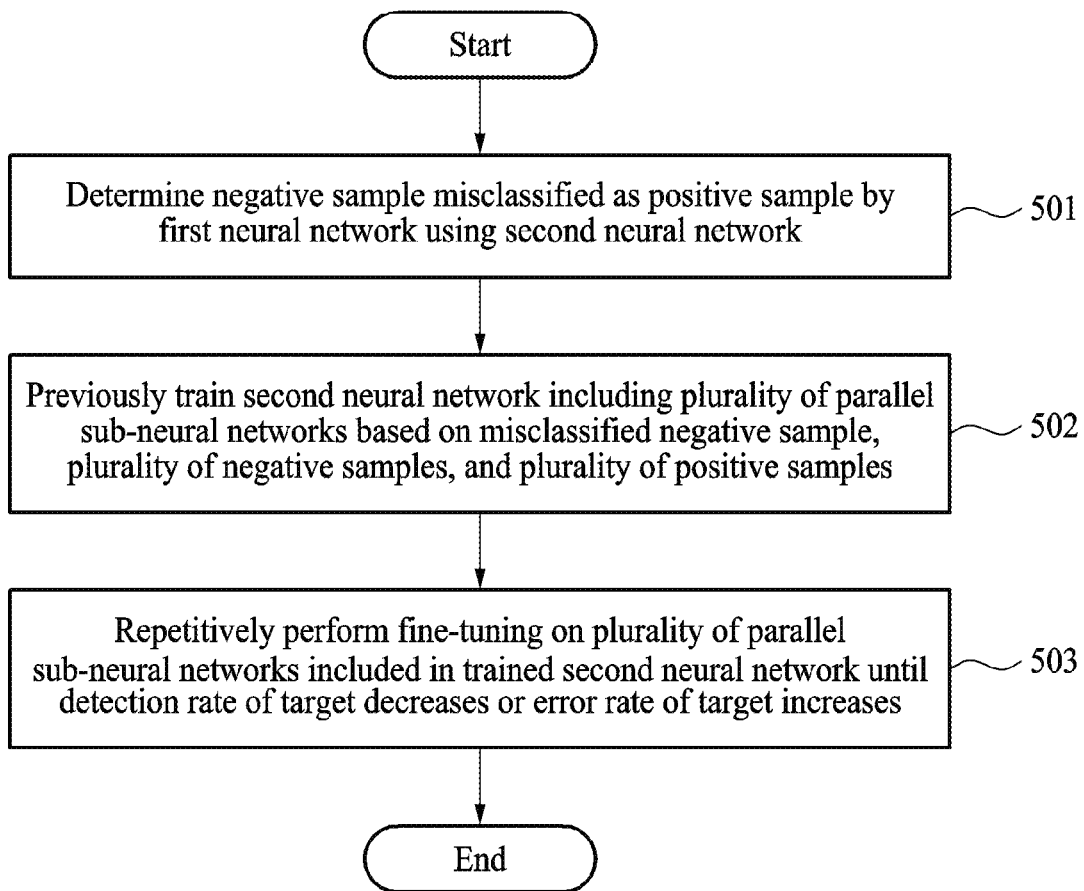 Start
Determine negative sample misclassified as positive sample by
first neural network using second neural network
501
Previously train second neural network including plurality of parallel
sub-neural networks based on misclassified negative sample,
plurality of negative samples, and plurality of positive samples
502
Repetitively perform fine-tuning on plurality of parallel
sub-neural networks included in trained second neural network until
detection rate of target decreases or error rate of target increases
503
End